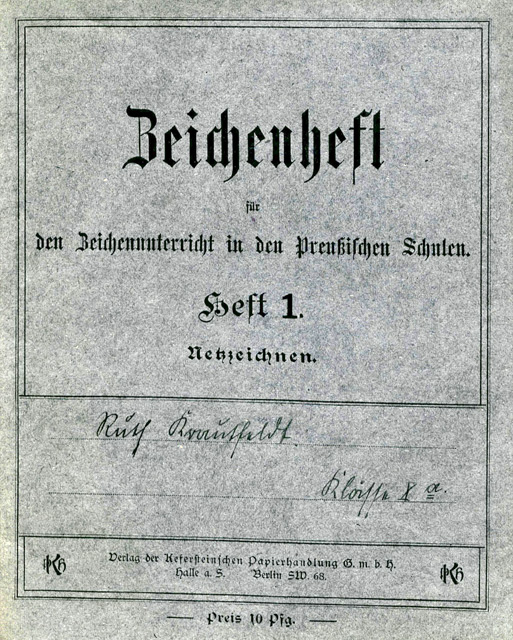 Zeichenheft
für
den Zeichenunterricht in den Preußischen Schulen.
Heft 1.
Netzzeichnen.
Ruth Krautfeldt.
Klasse 8 a.
Verlag der Kefersteinschen Papierhandlung G. m. b. H.
Halle a. S. Berlin SW. 68.
Preis 10 Pfg.